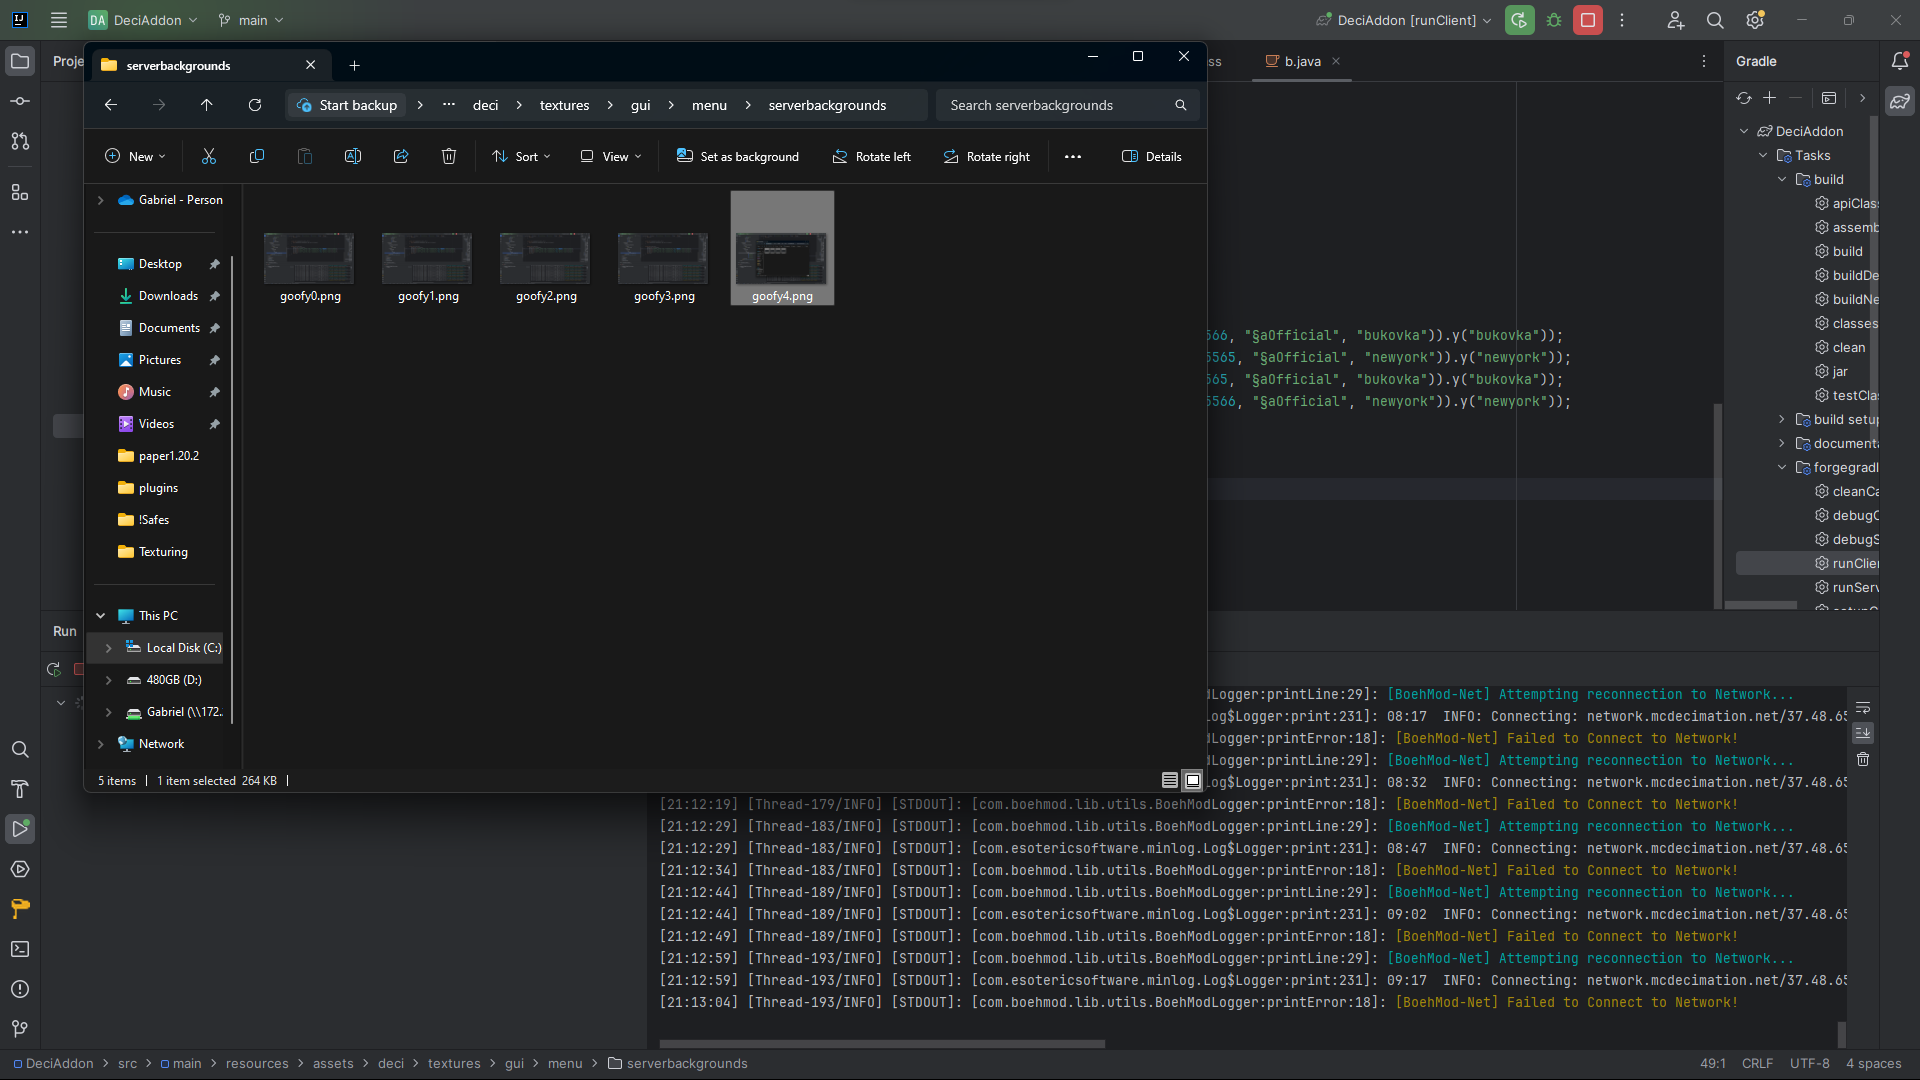 DA DeciAddon main DeciAddon [runClient]
Proje ss b.java Gradle
serverbackgrounds
Start backup deci textures gui menu serverbackgrounds Search serverbackgrounds
New Sort View Set as background Rotate left Rotate right Details
Gabriel - Person
Desktop
Downloads
Documents
Pictures
Music
Videos
paper1.20.2
plugins
!Safes
Texturing
This PC
Local Disk (C:)
480GB (D:)
Gabriel (\\172..
Network
goofy0.png goofy1.png goofy2.png goofy3.png goofy4.png
5 items 1 item selected 264 KB
566, "§aOfficial", "bukovka")).y("bukovka"));
5565, "§aOfficial", "newyork")).y("newyork"));
565, "§aOfficial", "bukovka")).y("bukovka"));
5566, "§aOfficial", "newyork")).y("newyork"));
DeciAddon
Tasks
build
apiClas
assemb
build
buildDe
buildNe
classes
clean
jar
testCla
build setup
documenta
forgegradl
cleanCa
debugC
debugS
runClie
runServ
Run
dLogger:printLine:29]: [BoehMod-Net] Attempting reconnection to Network...
Log$Logger:print:231]: 08:17 INFO: Connecting: network.mcdecimation.net/37.48.65
dLogger:printError:18]: [BoehMod-Net] Failed to Connect to Network!
dLogger:printLine:29]: [BoehMod-Net] Attempting reconnection to Network...
Log$Logger:print:231]: 08:32 INFO: Connecting: network.mcdecimation.net/37.48.65
[21:12:19] [Thread-179/INFO] [STDOUT]: [com.boehmod.lib.utils.BoehModLogger:printError:18]: [BoehMod-Net] Failed to Connect to Network!
[21:12:29] [Thread-183/INFO] [STDOUT]: [com.boehmod.lib.utils.BoehModLogger:printLine:29]: [BoehMod-Net] Attempting reconnection to Network...
[21:12:29] [Thread-183/INFO] [STDOUT]: [com.esotericsoftware.minlog.Log$Logger:print:231]: 08:47 INFO: Connecting: network.mcdecimation.net/37.48.65
[21:12:34] [Thread-183/INFO] [STDOUT]: [com.boehmod.lib.utils.BoehModLogger:printError:18]: [BoehMod-Net] Failed to Connect to Network!
[21:12:44] [Thread-189/INFO] [STDOUT]: [com.boehmod.lib.utils.BoehModLogger:printLine:29]: [BoehMod-Net] Attempting reconnection to Network...
[21:12:44] [Thread-189/INFO] [STDOUT]: [com.esotericsoftware.minlog.Log$Logger:print:231]: 09:02 INFO: Connecting: network.mcdecimation.net/37.48.65
[21:12:49] [Thread-189/INFO] [STDOUT]: [com.boehmod.lib.utils.BoehModLogger:printError:18]: [BoehMod-Net] Failed to Connect to Network!
[21:12:59] [Thread-193/INFO] [STDOUT]: [com.boehmod.lib.utils.BoehModLogger:printLine:29]: [BoehMod-Net] Attempting reconnection to Network...
[21:12:59] [Thread-193/INFO] [STDOUT]: [com.esotericsoftware.minlog.Log$Logger:print:231]: 09:17 INFO: Connecting: network.mcdecimation.net/37.48.65
[21:13:04] [Thread-193/INFO] [STDOUT]: [com.boehmod.lib.utils.BoehModLogger:printError:18]: [BoehMod-Net] Failed to Connect to Network!
DeciAddon src main resources assets deci textures gui menu serverbackgrounds 49:1 CRLF UTF-8 4 spaces